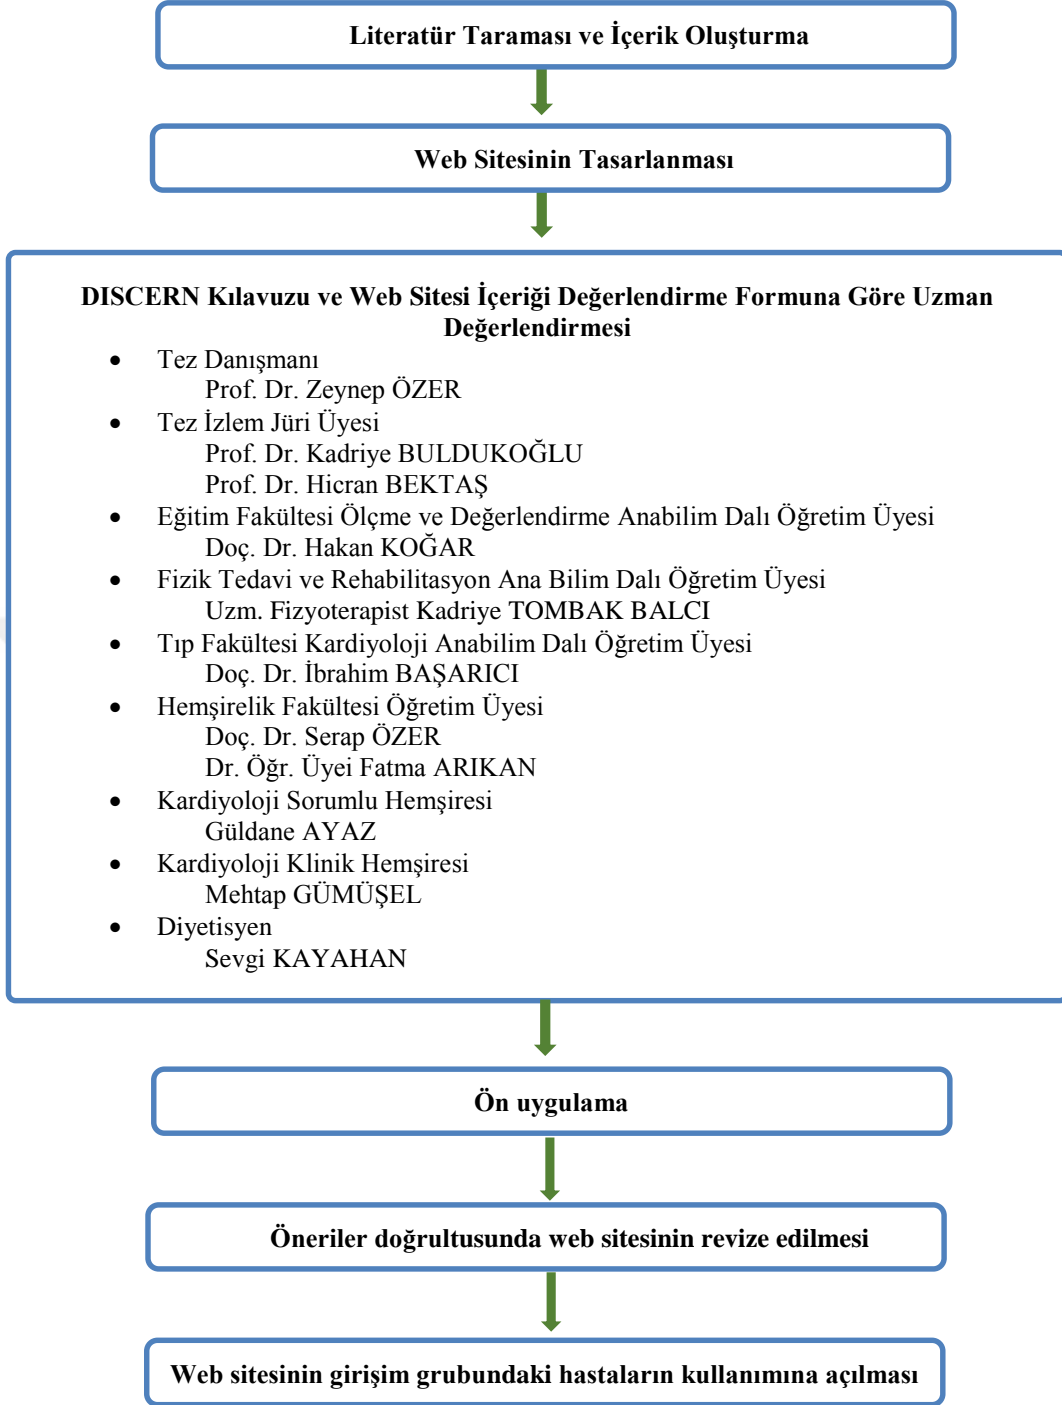 Literatür Taraması ve İçerik Oluşturma
Web Sitesinin Tasarlanması
DISCERN Kılavuzu ve Web Sitesi İçeriği Değerlendirme Formuna Göre Uzman
Değerlendirmesi
• Tez Danışmanı
Prof. Dr. Zeynep ÖZER
• Tez İzlem Jüri Üyesi
Prof. Dr. Kadriye BULDUKOĞLU
Prof. Dr. Hicran BEKTAŞ
• Eğitim Fakültesi Ölçme ve Değerlendirme Anabilim Dalı Öğretim Üyesi
Doç. Dr. Hakan KOĞAR
• Fizik Tedavi ve Rehabilitasyon Ana Bilim Dalı Öğretim Üyesi
Uzm. Fizyoterapist Kadriye TOMBAK BALCI
• Tıp Fakültesi Kardiyoloji Anabilim Dalı Öğretim Üyesi
Doç. Dr. İbrahim BAŞARICI
• Hemşirelik Fakültesi Öğretim Üyesi
Doç. Dr. Serap ÖZER
Dr. Öğr. Üyei Fatma ARIKAN
• Kardiyoloji Sorumlu Hemşiresi
Güldane AYAZ
• Kardiyoloji Klinik Hemşiresi
Mehtap GÜMÜŞEL
• Diyetisyen
Sevgi KAYAHAN
Ön uygulama
Öneriler doğrultusunda web sitesinin revize edilmesi
Web sitesinin girişim grubundaki hastaların kullanımına açılması